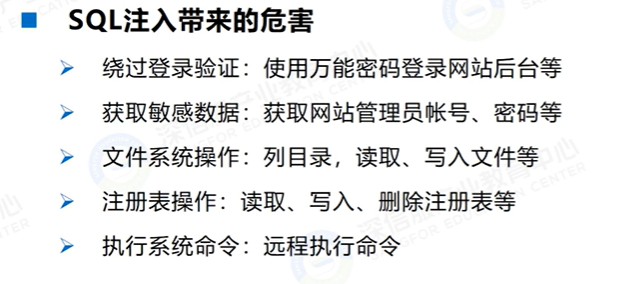 SQL注入带来的危害
绕过登录验证：使用万能密码登录网站后台等
获取敏感数据：获取网站管理员帐号、密码等
文件系统操作：列目录，读取、写入文件等
注册表操作：读取、写入、删除注册表等
执行系统命令：远程执行命令